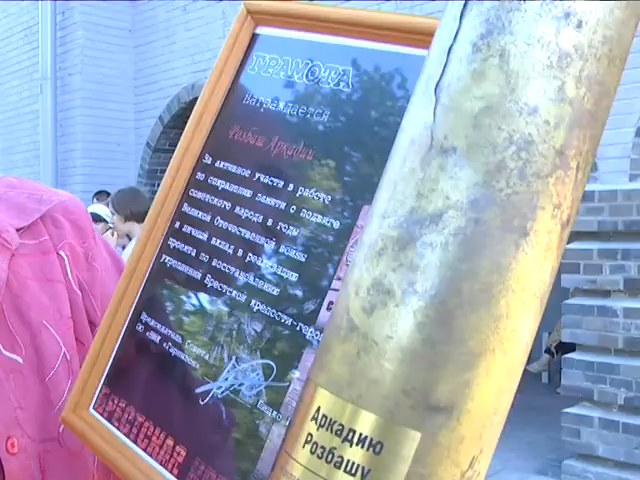 ГРАМОТА
Награждается
Розбаш Аркадий
За активное участие в работе
по сохранению памяти о подвиге
советского народа в годы
Великой Отечественной войны
и личный вклад в реализацию
проекта по восстановлению
укреплений Брестской крепости-героя
Председатель Совета
Аркадию
Розбашу